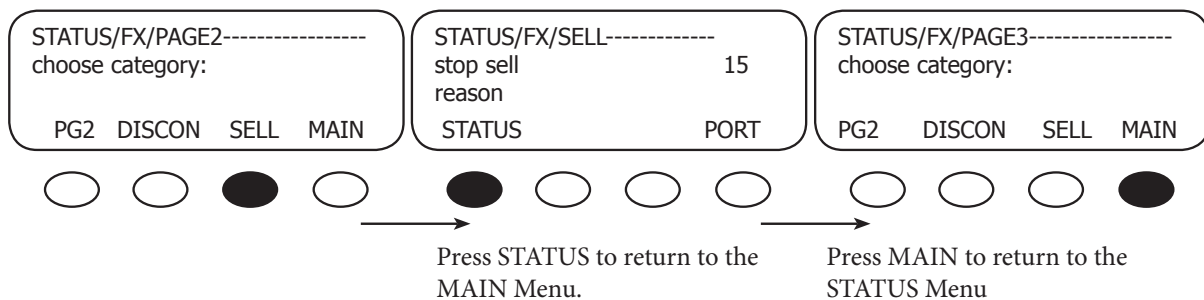 STATUS/FX/PAGE2-----------------
choose category:
PG2 DISCON SELL MAIN
STATUS/FX/SELL-------------
stop sell 15
reason
STATUS PORT
Press STATUS to return to the
MAIN Menu.
STATUS/FX/PAGE3-----------------
choose category:
PG2 DISCON SELL MAIN
Press MAIN to return to the
STATUS Menu